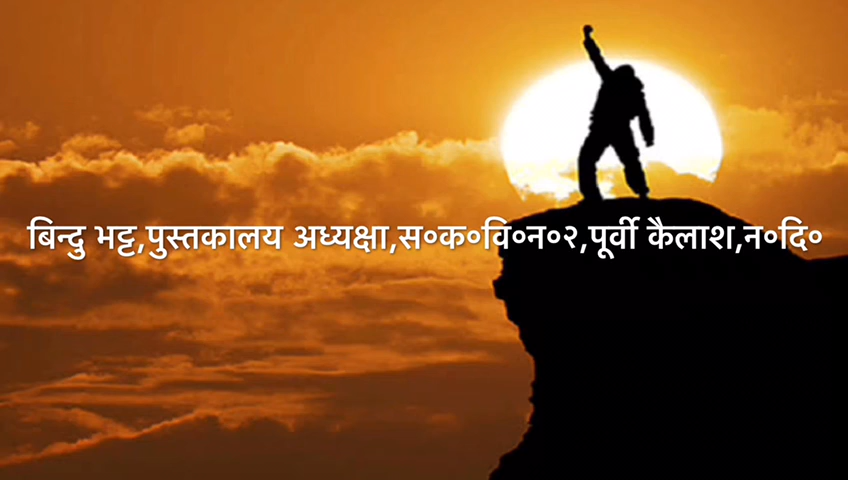 बिन्दु भट्ट,पुस्तकालय अध्यक्षा,स०क०वि०न०२,पूर्वी कैलाश,न०दि०